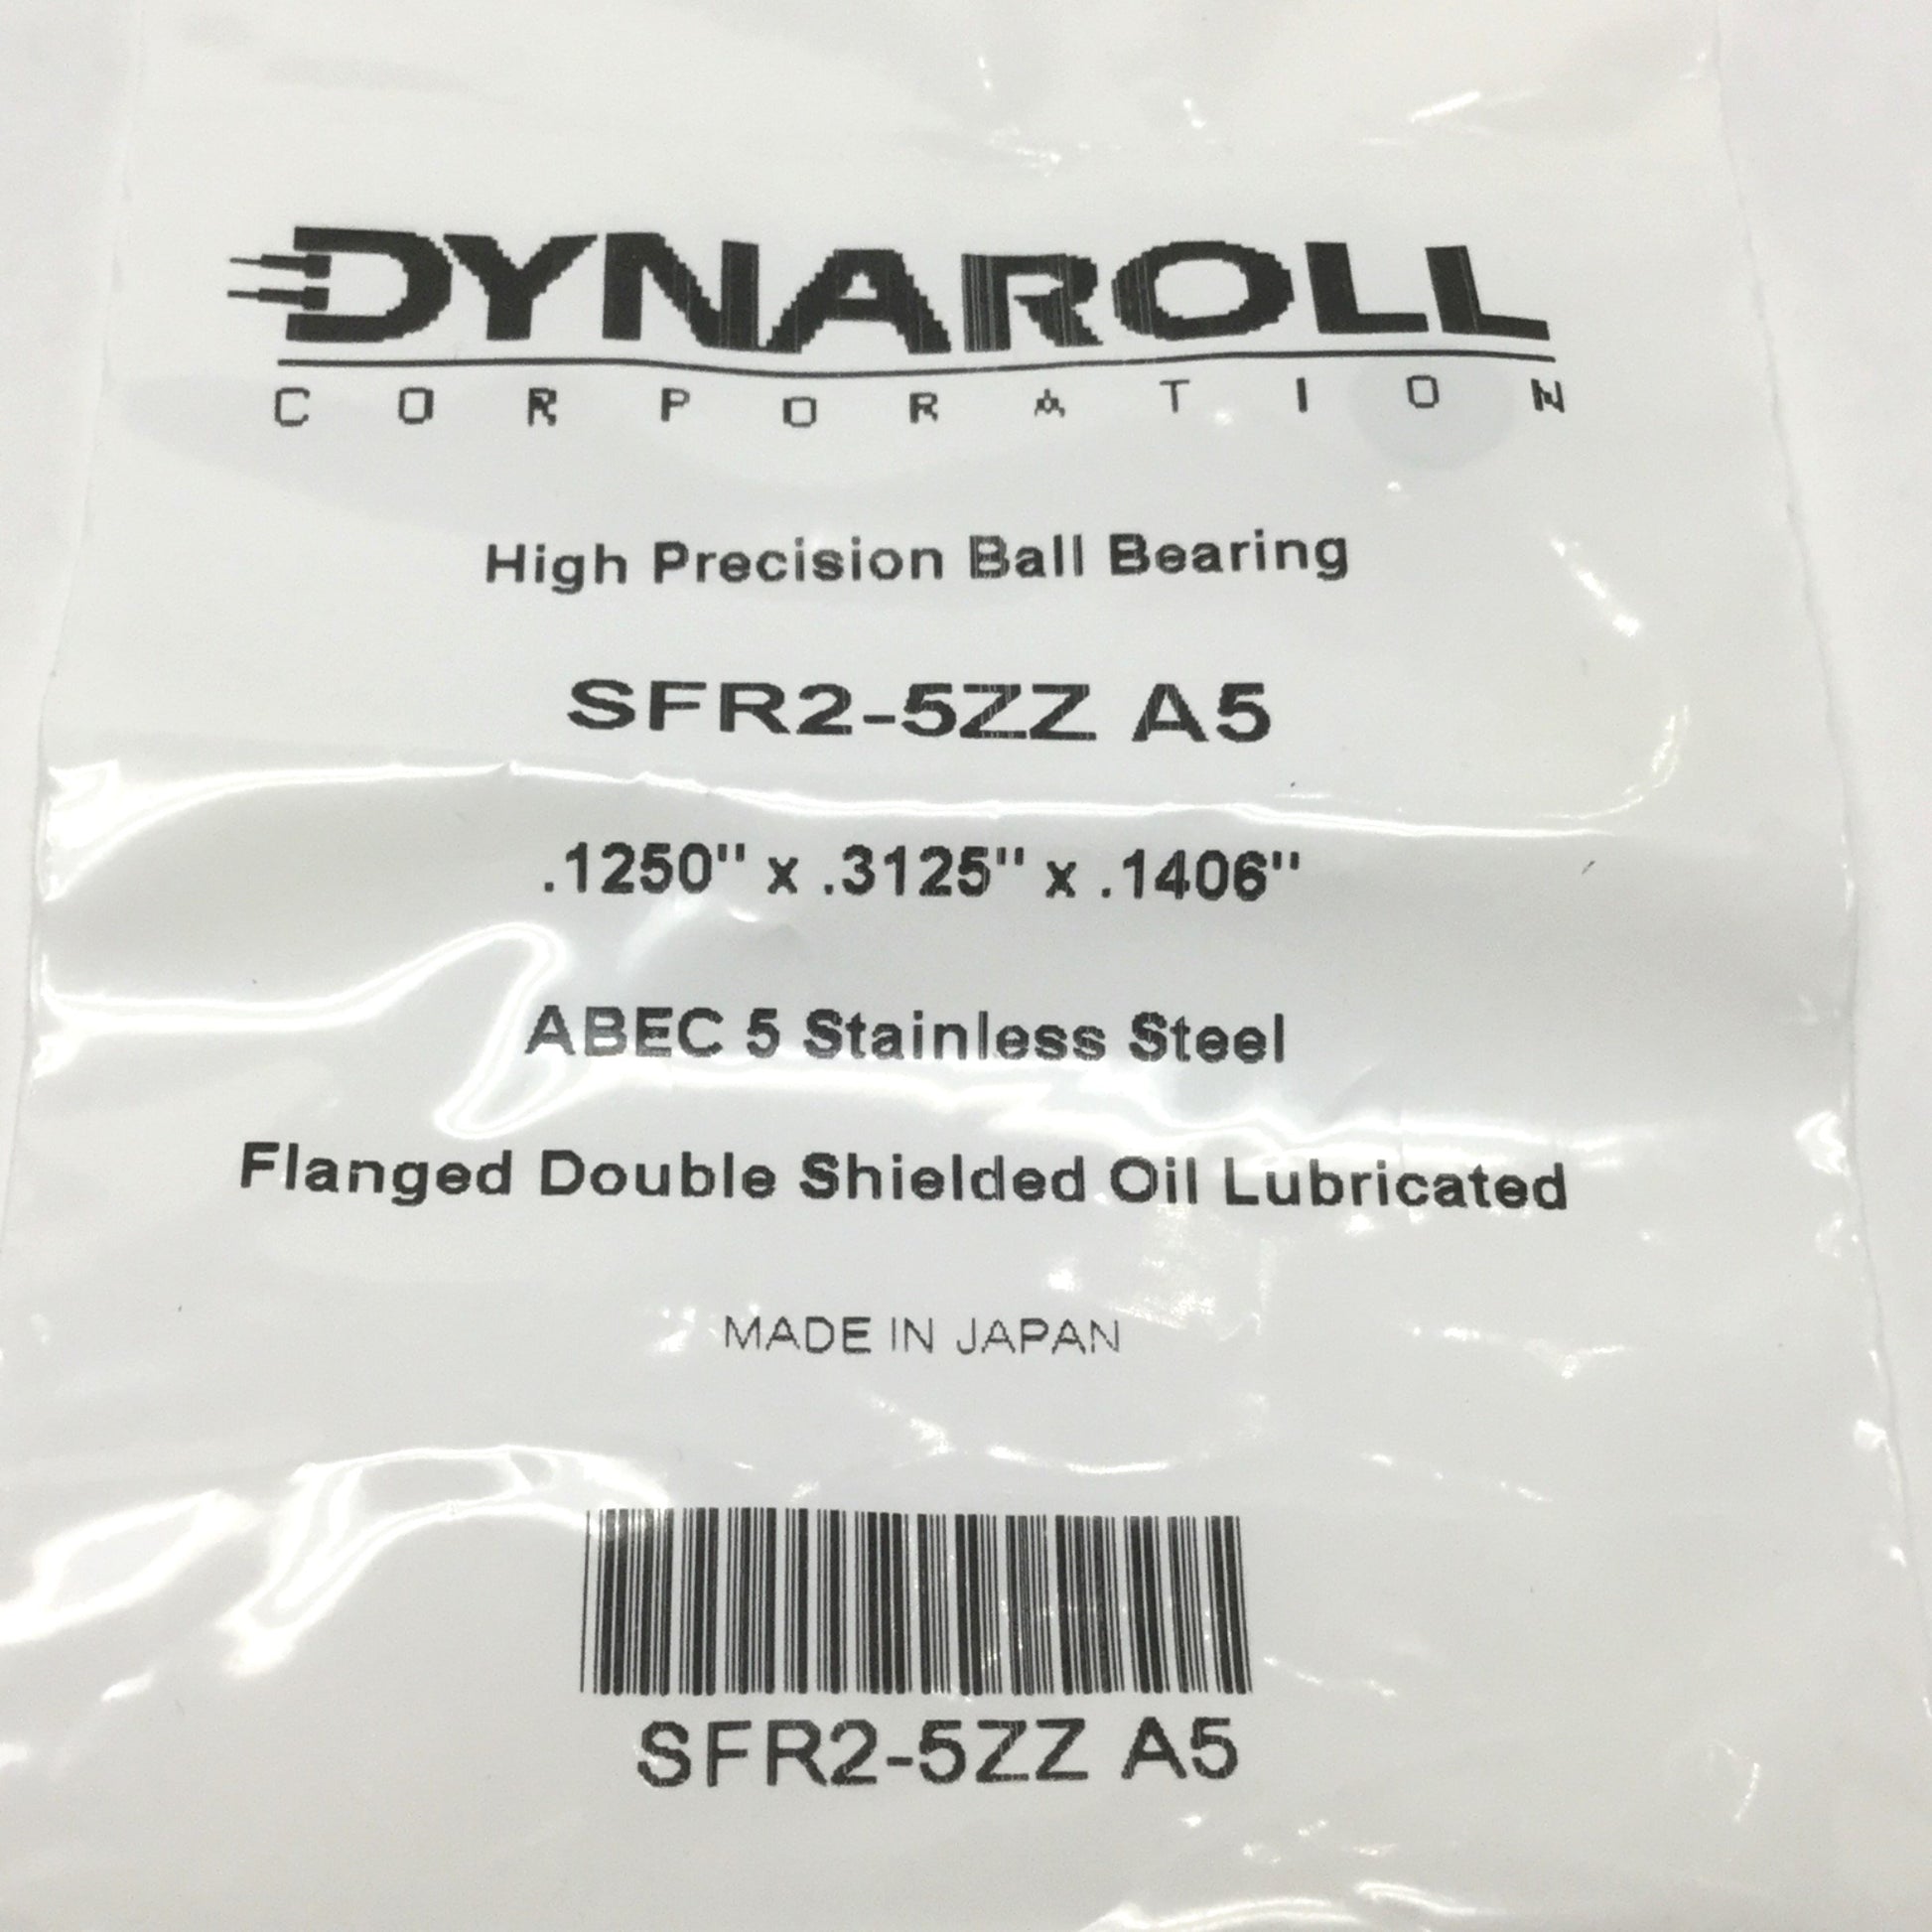 DYNAROLL
CORPORATION
High Precision Ball Bearing
SFR2-5ZZ A5
.1250" x .3125" x .1406"
ABEC 5 Stainless Steel
Flanged Double Shielded Oil Lubricated
MADE IN JAPAN
SFR2-5ZZ A5